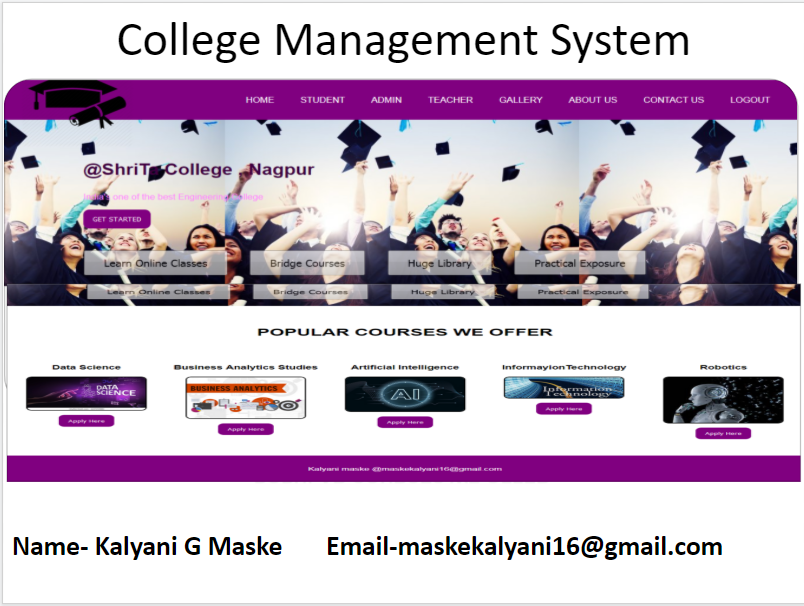 College Management System
HOME STUDENT ADMIN TEACHER GALLERY ABOUT US CONTACT US LOGOUT
@ShriT College , Nagpur
one of the best Engineering College
GET STARTED
Learn Online Classes Bridge Courses Huge Library Practical Exposure
Learn Online Classes Bridge Courses Huge Library Practical Exposure
POPULAR COURSES WE OFFER
Data Science Business Analytics Studies Artificial Intelligence InformayionTechnology Robotics
DATA SCIENCE BUSINESS ANALYTICS AI Information Technology
Apply Here Apply Here Apply Here Apply Here Apply Here
Kalyani maske @maskekalyani16@gmail.com
Name- Kalyani G Maske Email-maskekalyani16@gmail.com